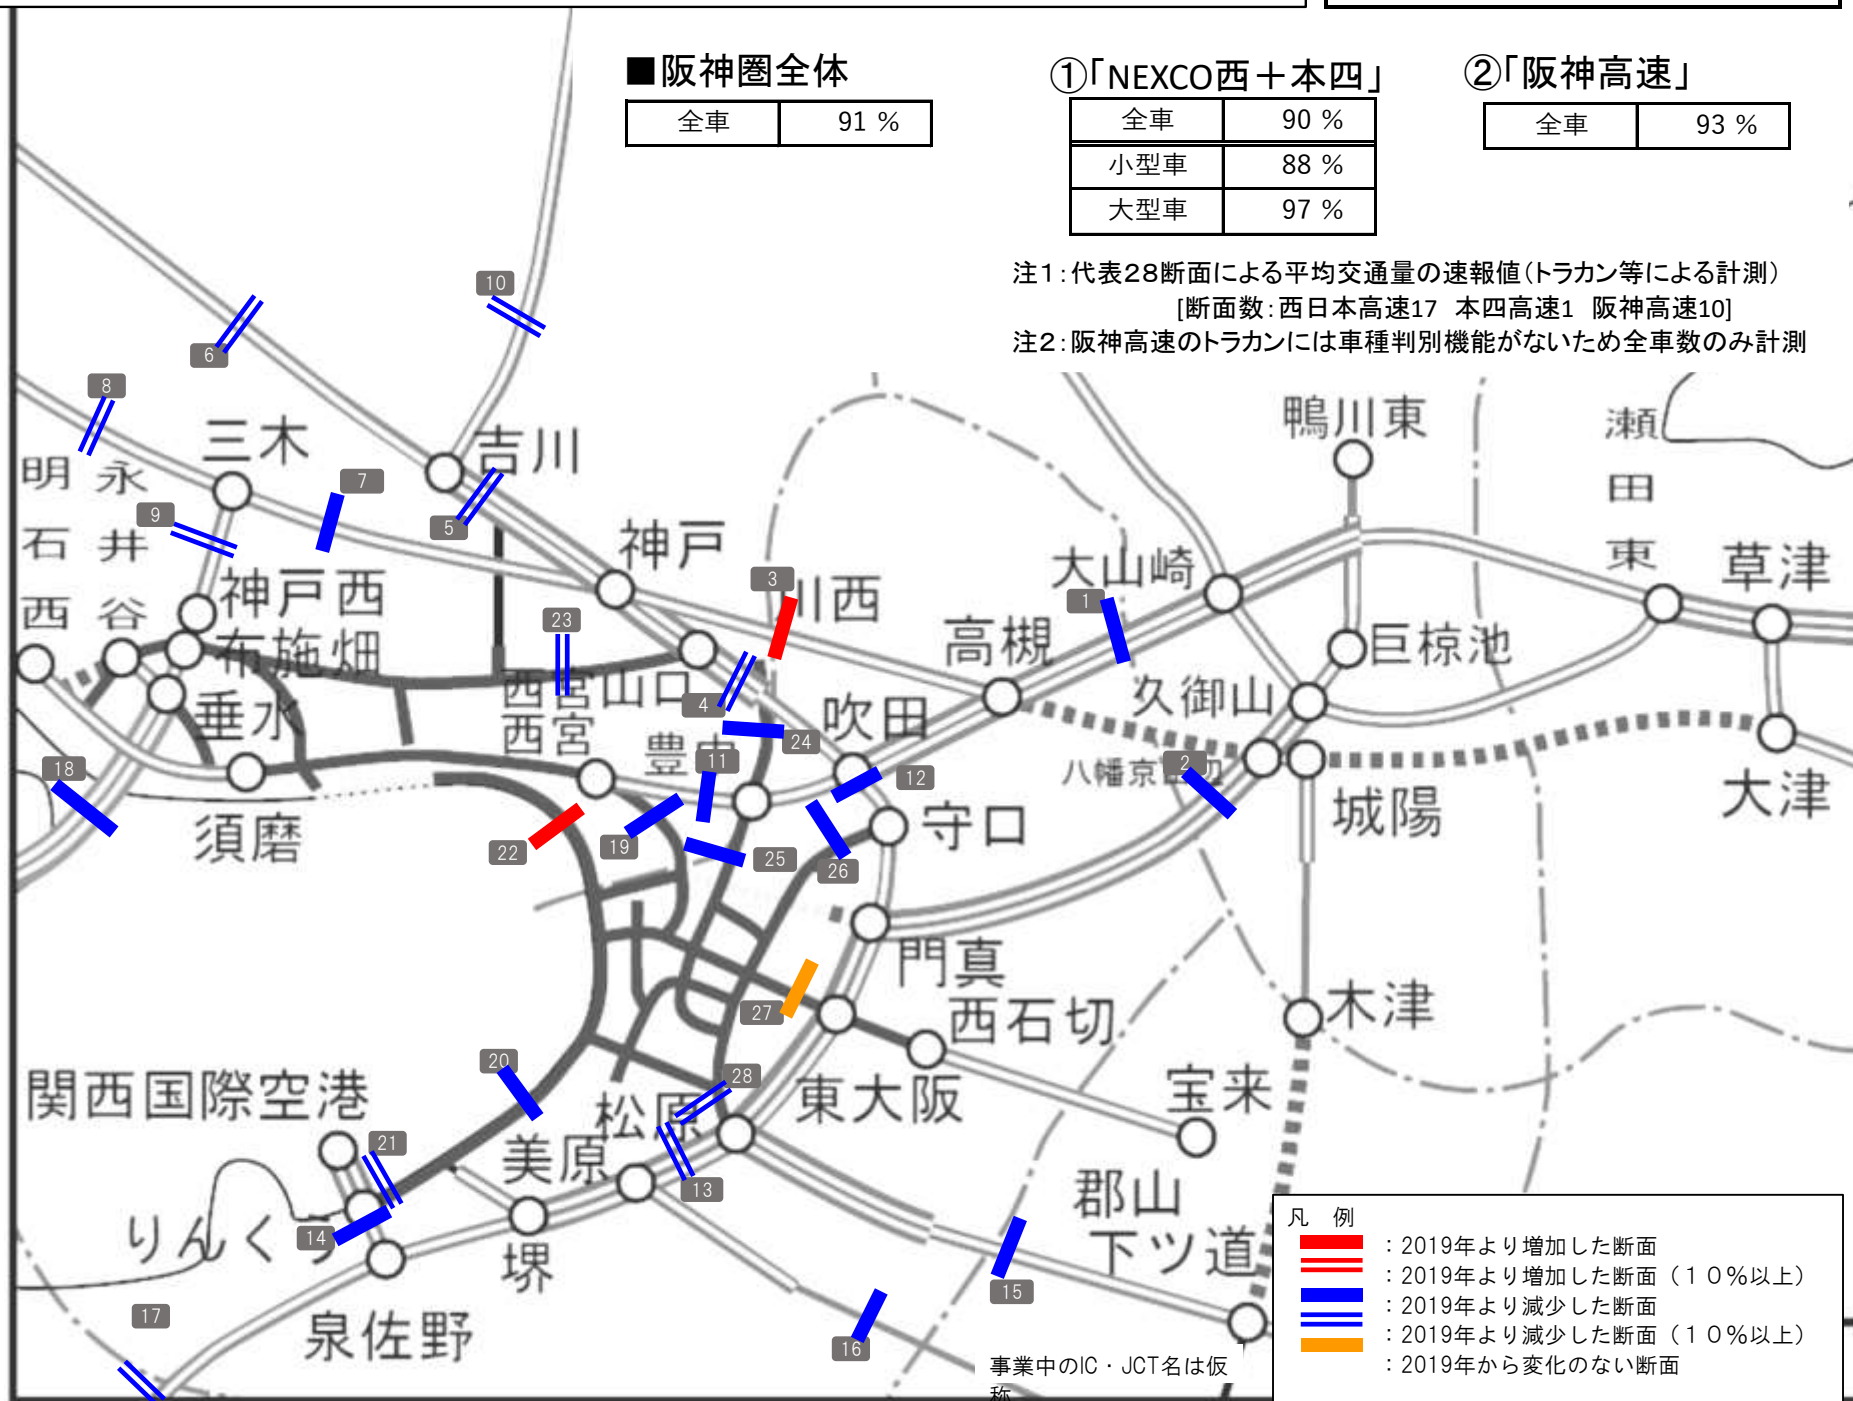 ■阪神圏全体
全車 91 %
①「NEXCO西＋本四」
全車 90 %
小型車 88 %
大型車 97 %
②「阪神高速」
全車 93 %
注1：代表28断面による平均交通量の速報値（トラカン等による計測）
[断面数：西日本高速17 本四高速1 阪神高速10]
注2：阪神高速のトラカンには車種判別機能がないため全車数のみ計測
10
6
8
鴨川東
瀬田東
三木
吉川
明石西
永井谷
7
9
5
神戸
大山崎
草津
3
川西
1
神戸西
23
布施畑
高槻
巨椋池
西宮山口
久御山
4
垂水
西宮
吹田
24
豊中
11
18
12
八幡京田辺
2
大津
城陽
須磨
守口
22
19
25
26
門真
27
西石切
木津
20
28
関西国際空港
松原
東大阪
宝来
21
美原
13
郡山下ツ道
14
りんくう
堺
15
17
泉佐野
16
事業中のIC・JCT名は仮
称
凡 例
：2019年より増加した断面
：2019年より増加した断面（１０％以上）
：2019年より減少した断面
：2019年より減少した断面（１０％以上）
：2019年から変化のない断面